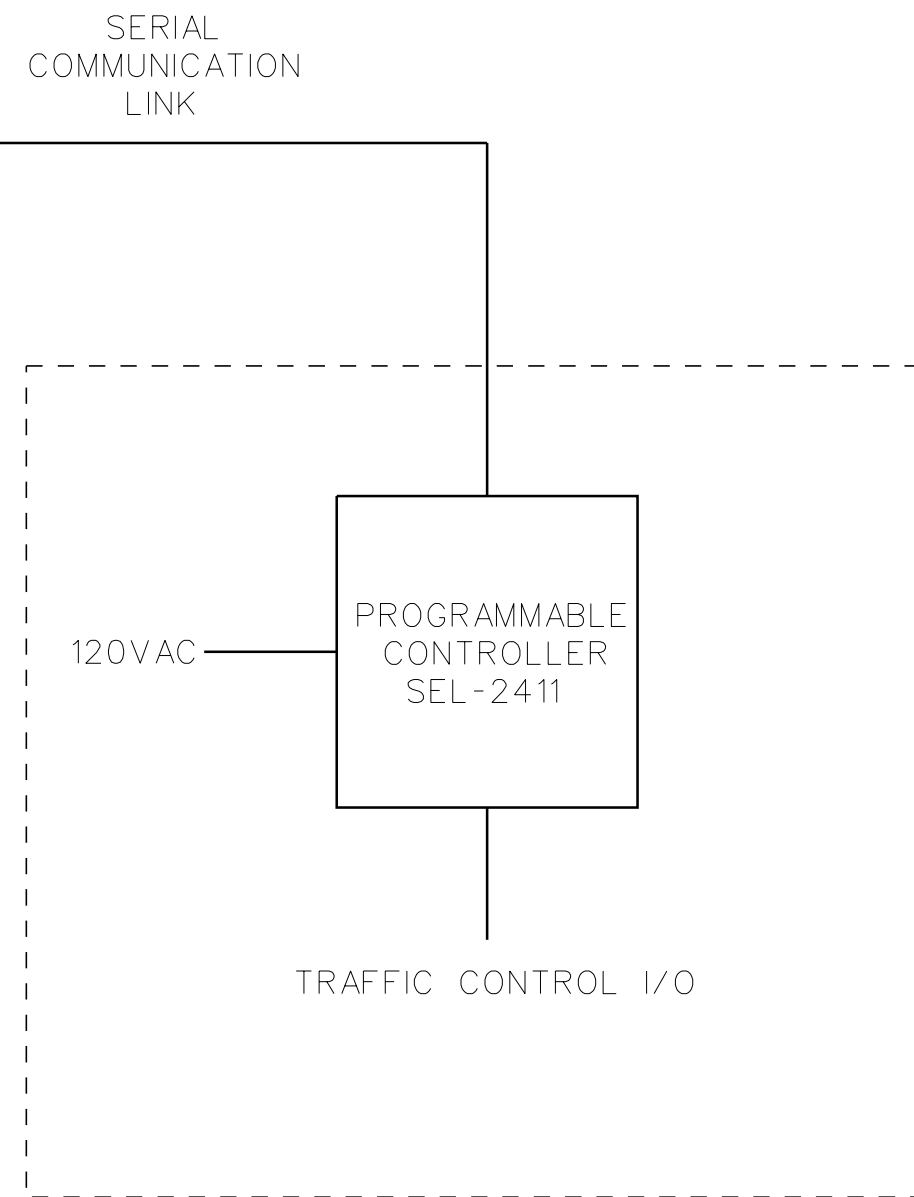 SERIAL
COMMUNICATION
LINK
PROGRAMMABLE
120VAC
CONTROLLER
SEL-2411
TRAFFIC CONTROL I/O